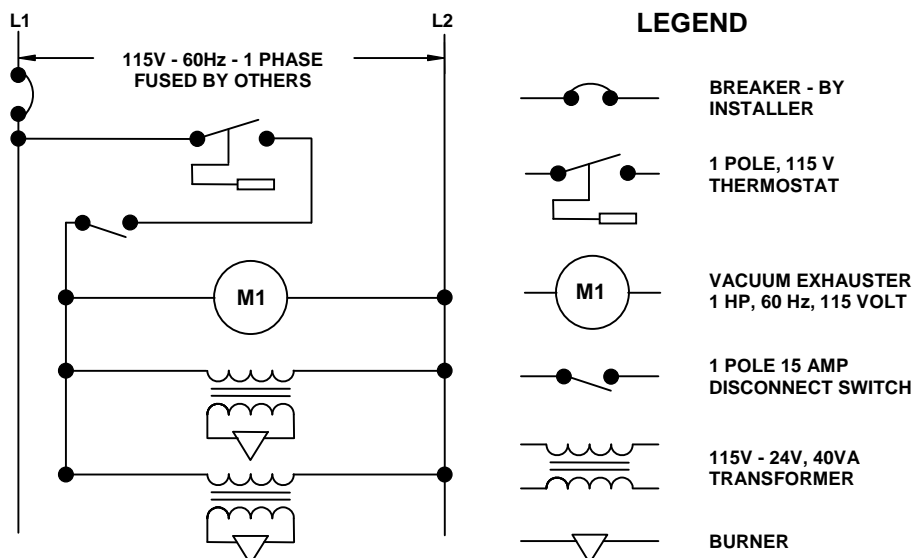 L1
L2
115V - 60Hz - 1 PHASE
FUSED BY OTHERS
M1
LEGEND
BREAKER - BY
INSTALLER
1 POLE, 115 V
THERMOSTAT
M1
VACUUM EXHAUSTER
1 HP, 60 Hz, 115 VOLT
1 POLE 15 AMP
DISCONNECT SWITCH
115V - 24V, 40VA
TRANSFORMER
BURNER